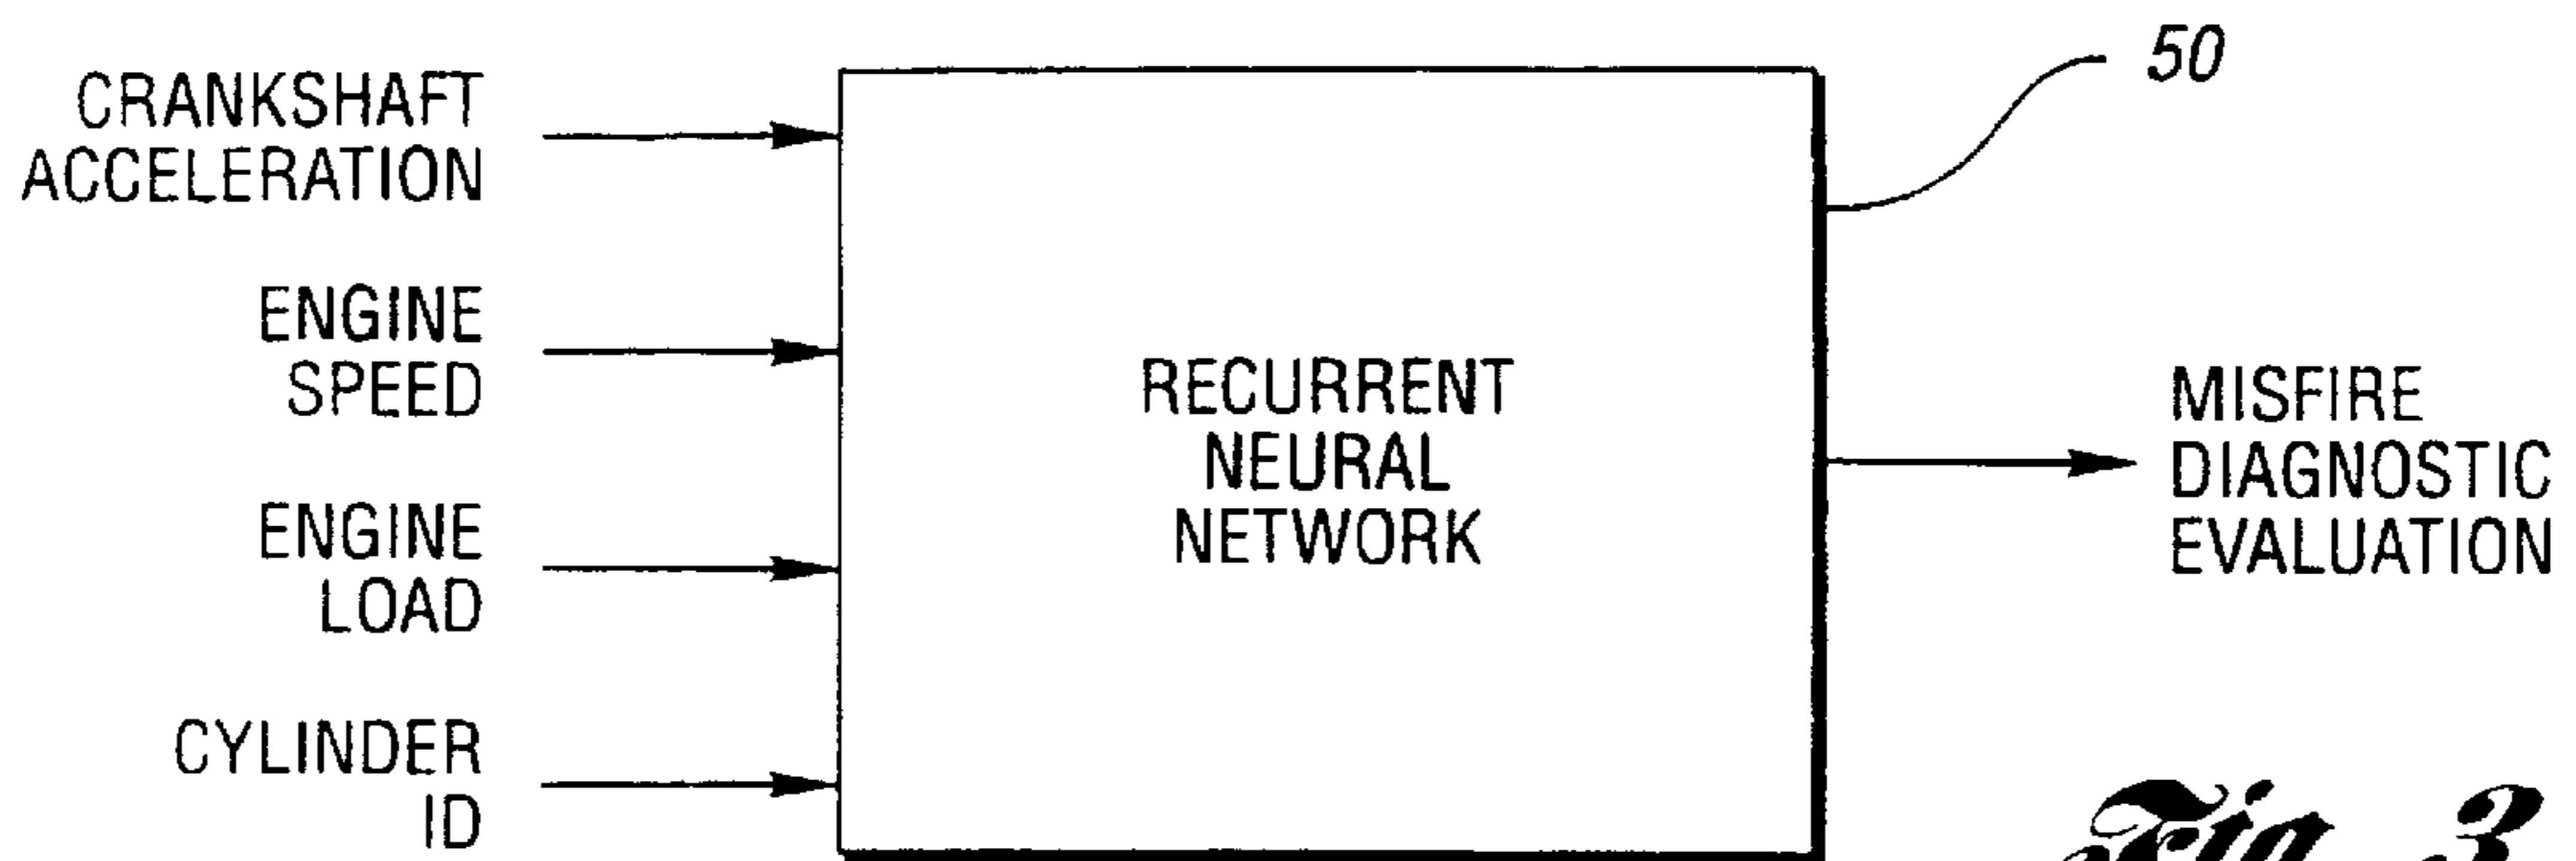 CRANKSHAFT
ACCELERATION
50
ENGINE
SPEED
RECURRENT
NEURAL
NETWORK
MISFIRE
DIAGNOSTIC
EVALUATION
ENGINE
LOAD
CYLINDER
ID
Fig. 3